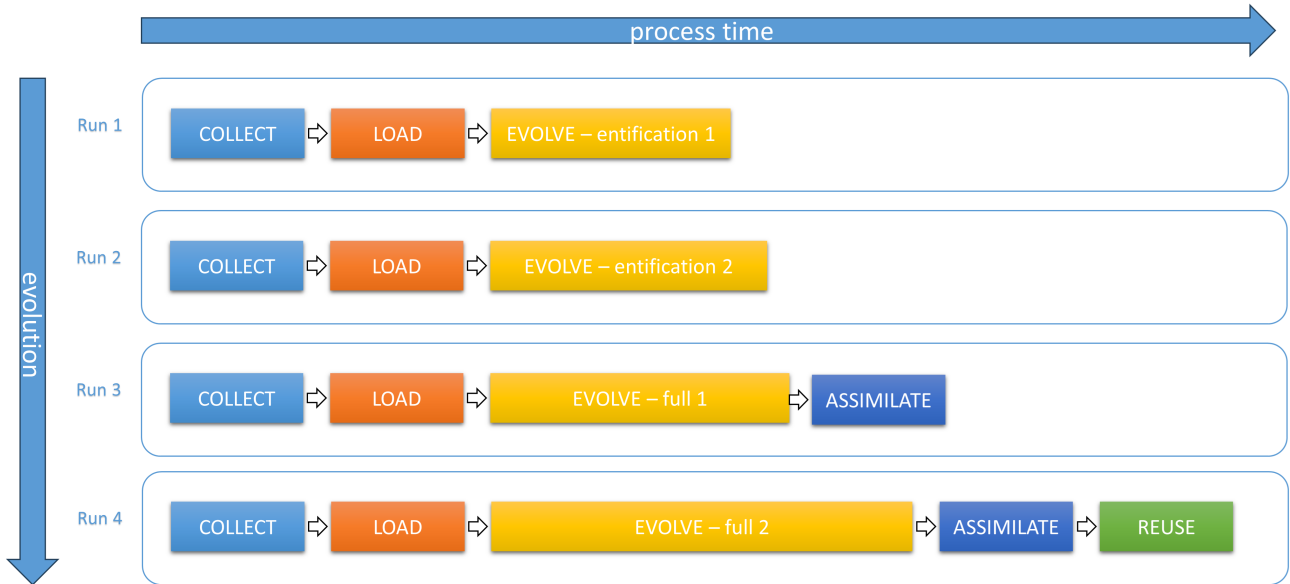 process time
evolution
Run 1
COLLECT
LOAD
EVOLVE – entification 1
Run 2
COLLECT
LOAD
EVOLVE – entification 2
Run 3
COLLECT
LOAD
EVOLVE – full 1
ASSIMILATE
Run 4
COLLECT
LOAD
EVOLVE – full 2
ASSIMILATE
REUSE